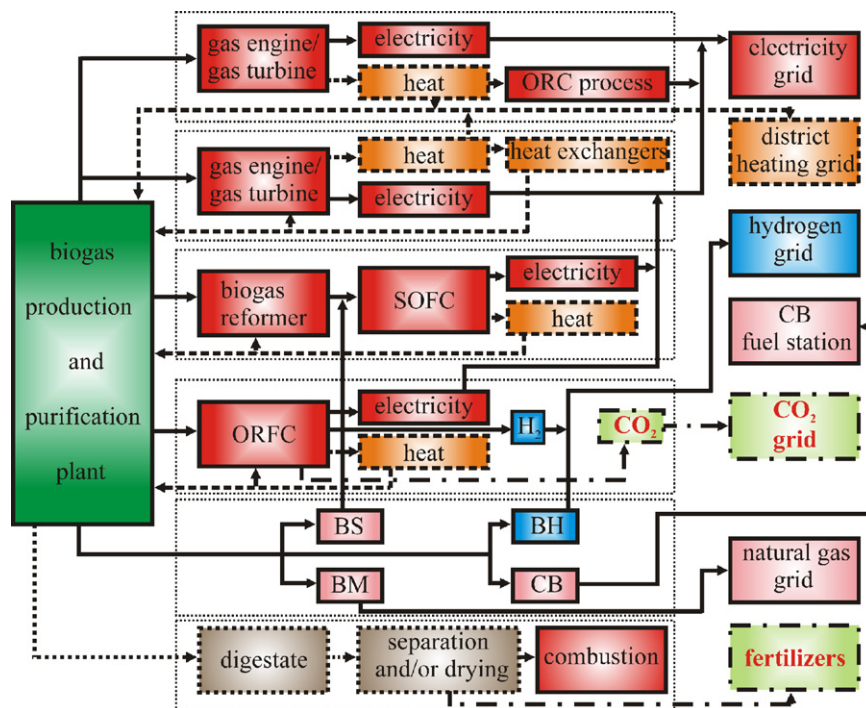 gas engine/
gas turbine
electricity
heat
ORC process
electricity
grid
gas engine/
gas turbine
heat
heat exchangers
electricity
district
heating grid
biogas
production
and
purification
plant
biogas
reformer
SOFC
electricity
heat
hydrogen
grid
CB
fuel station
ORFC
electricity
heat
H₂
CO₂
CO₂
grid
BS
BH
BM
CB
natural gas
grid
digestate
separation
and/or drying
combustion
fertilizers